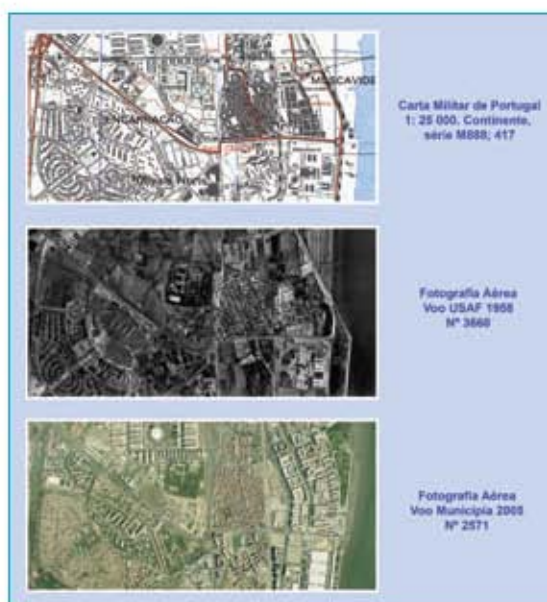 MOSCAVIDE
ENCARNAÇÃO
Carta Militar de Portugal
1: 25 000. Continente,
série M888; 417
Fotografia Aérea
Voo USAF 1958
Nº 3660
Fotografia Aérea
Voo Municípia 2005
Nº 2571